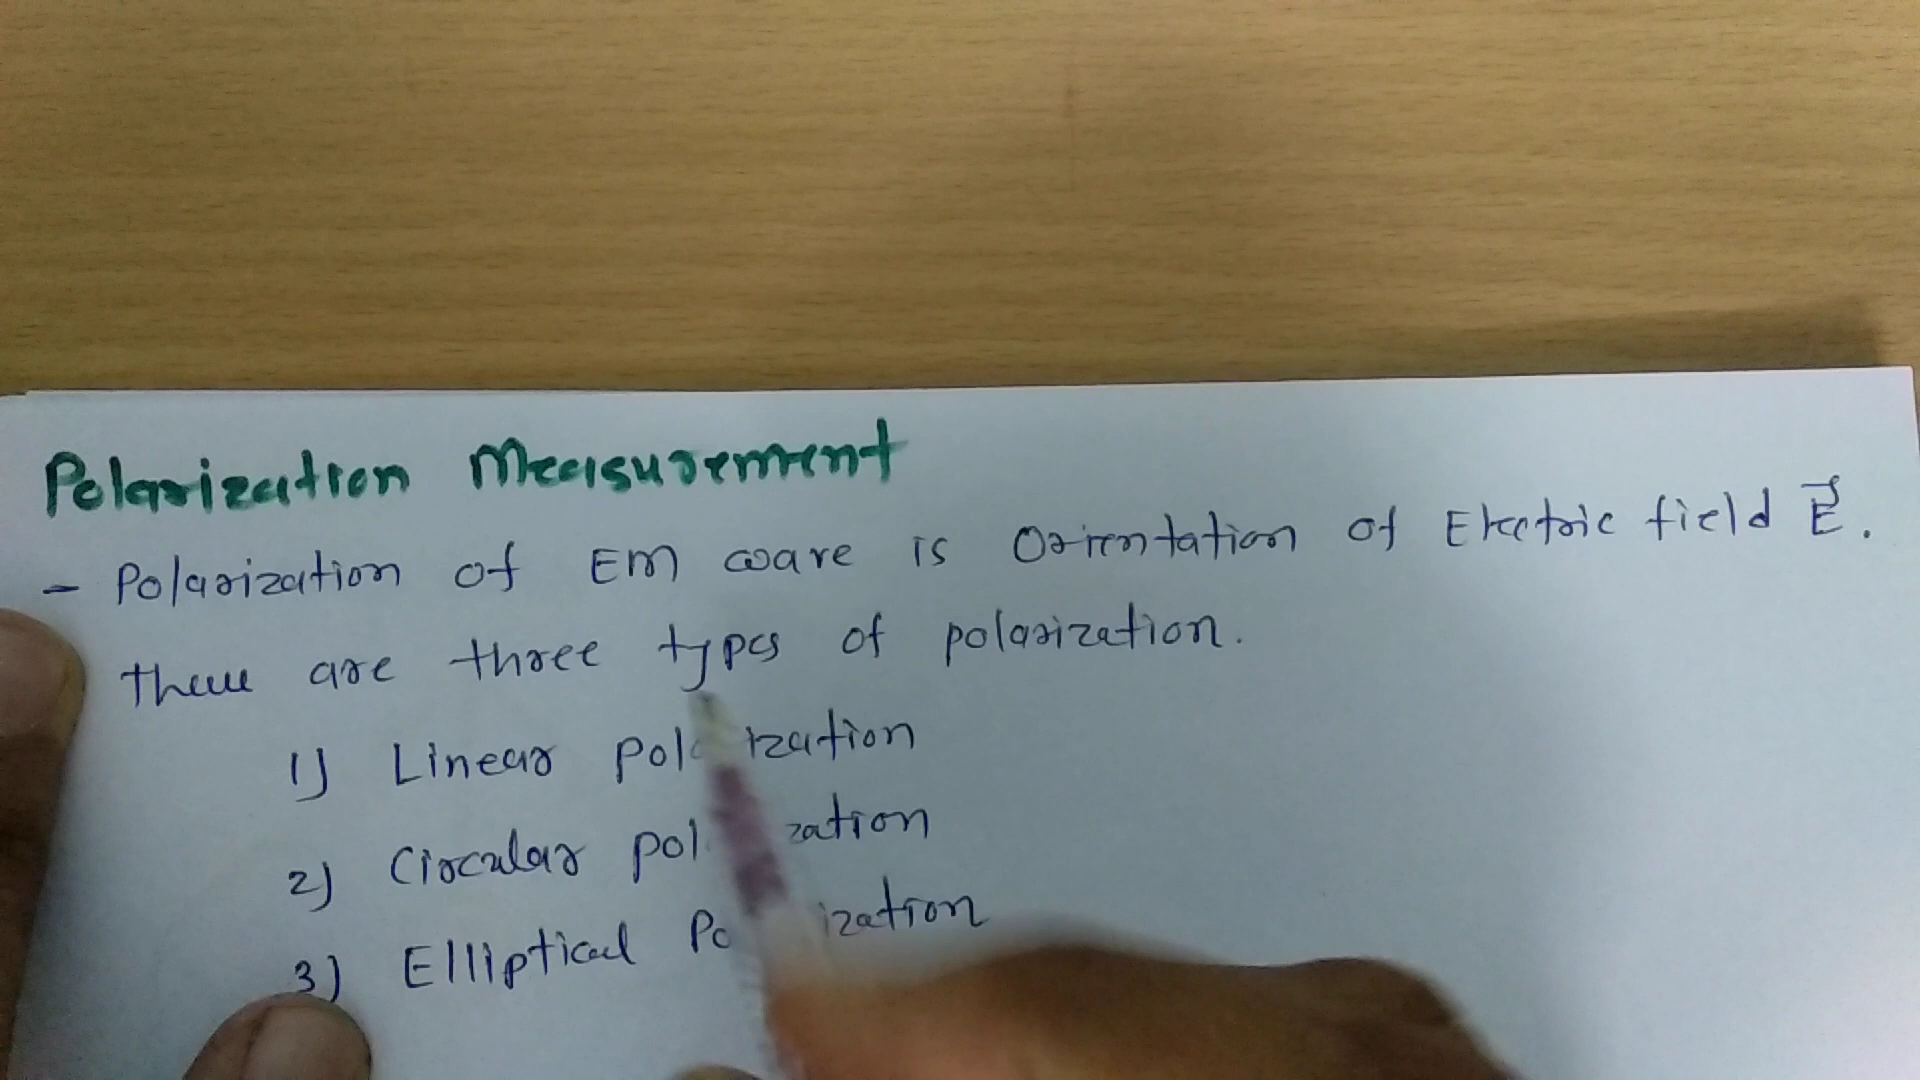 Polarization Measurement
- Polarization of EM wave is Orientation of Electric field E⃗.
there are three types of polarization.
1) Linear
2) Circular
3) Elliptical